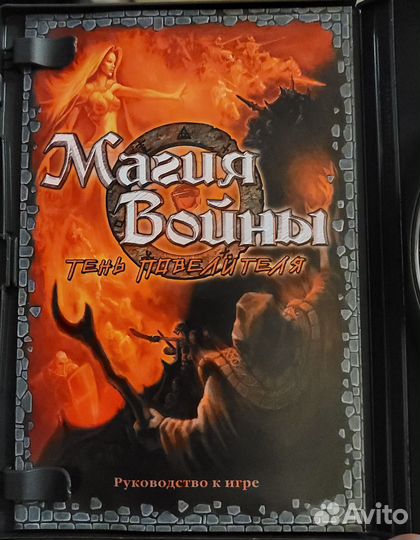 Магия
Войны
тень повелителя
Руководство к игре
Avito